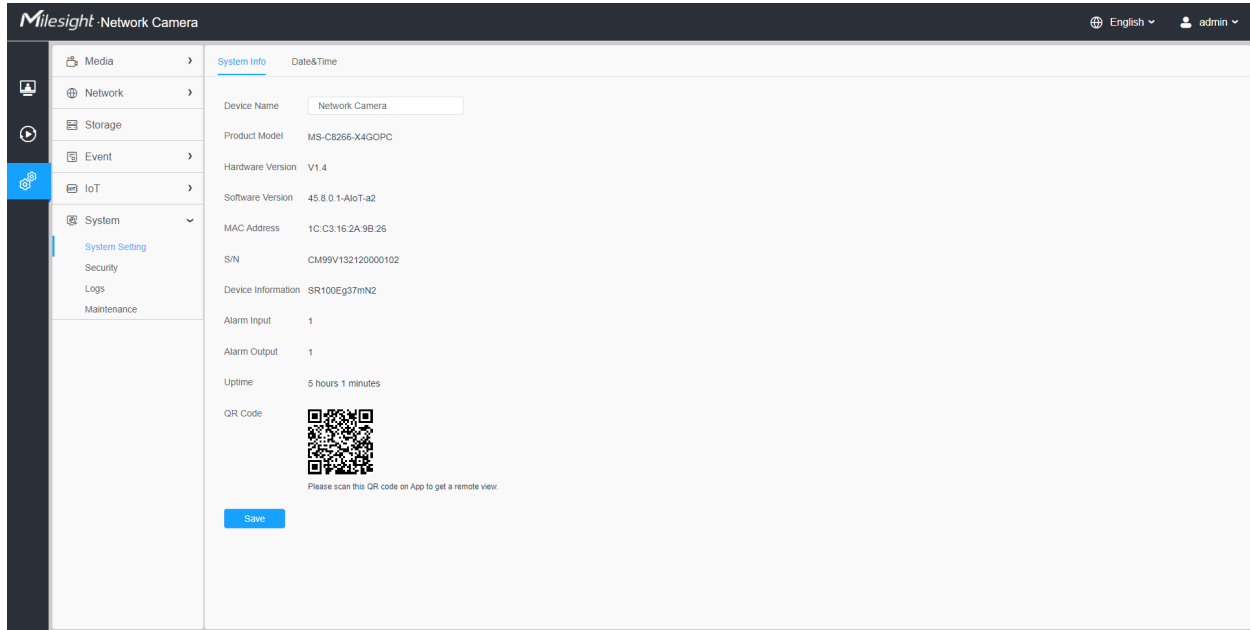 Milesight ·Network Camera
English
admin
Media
Network
Storage
Event
IoT
System
System Setting
Security
Logs
Maintenance
System Info Date&Time
Device Name Network Camera
Product Model MS-C8266-X4GOPC
Hardware Version V1.4
Software Version 45.8.0.1-AIoT-a2
MAC Address 1C:C3:16:2A:9B:26
S/N CM99V132120000102
Device Information SR100Eg37mN2
Alarm Input 1
Alarm Output 1
Uptime 5 hours 1 minutes
QR Code
Please scan this QR code on App to get a remote view.
Save